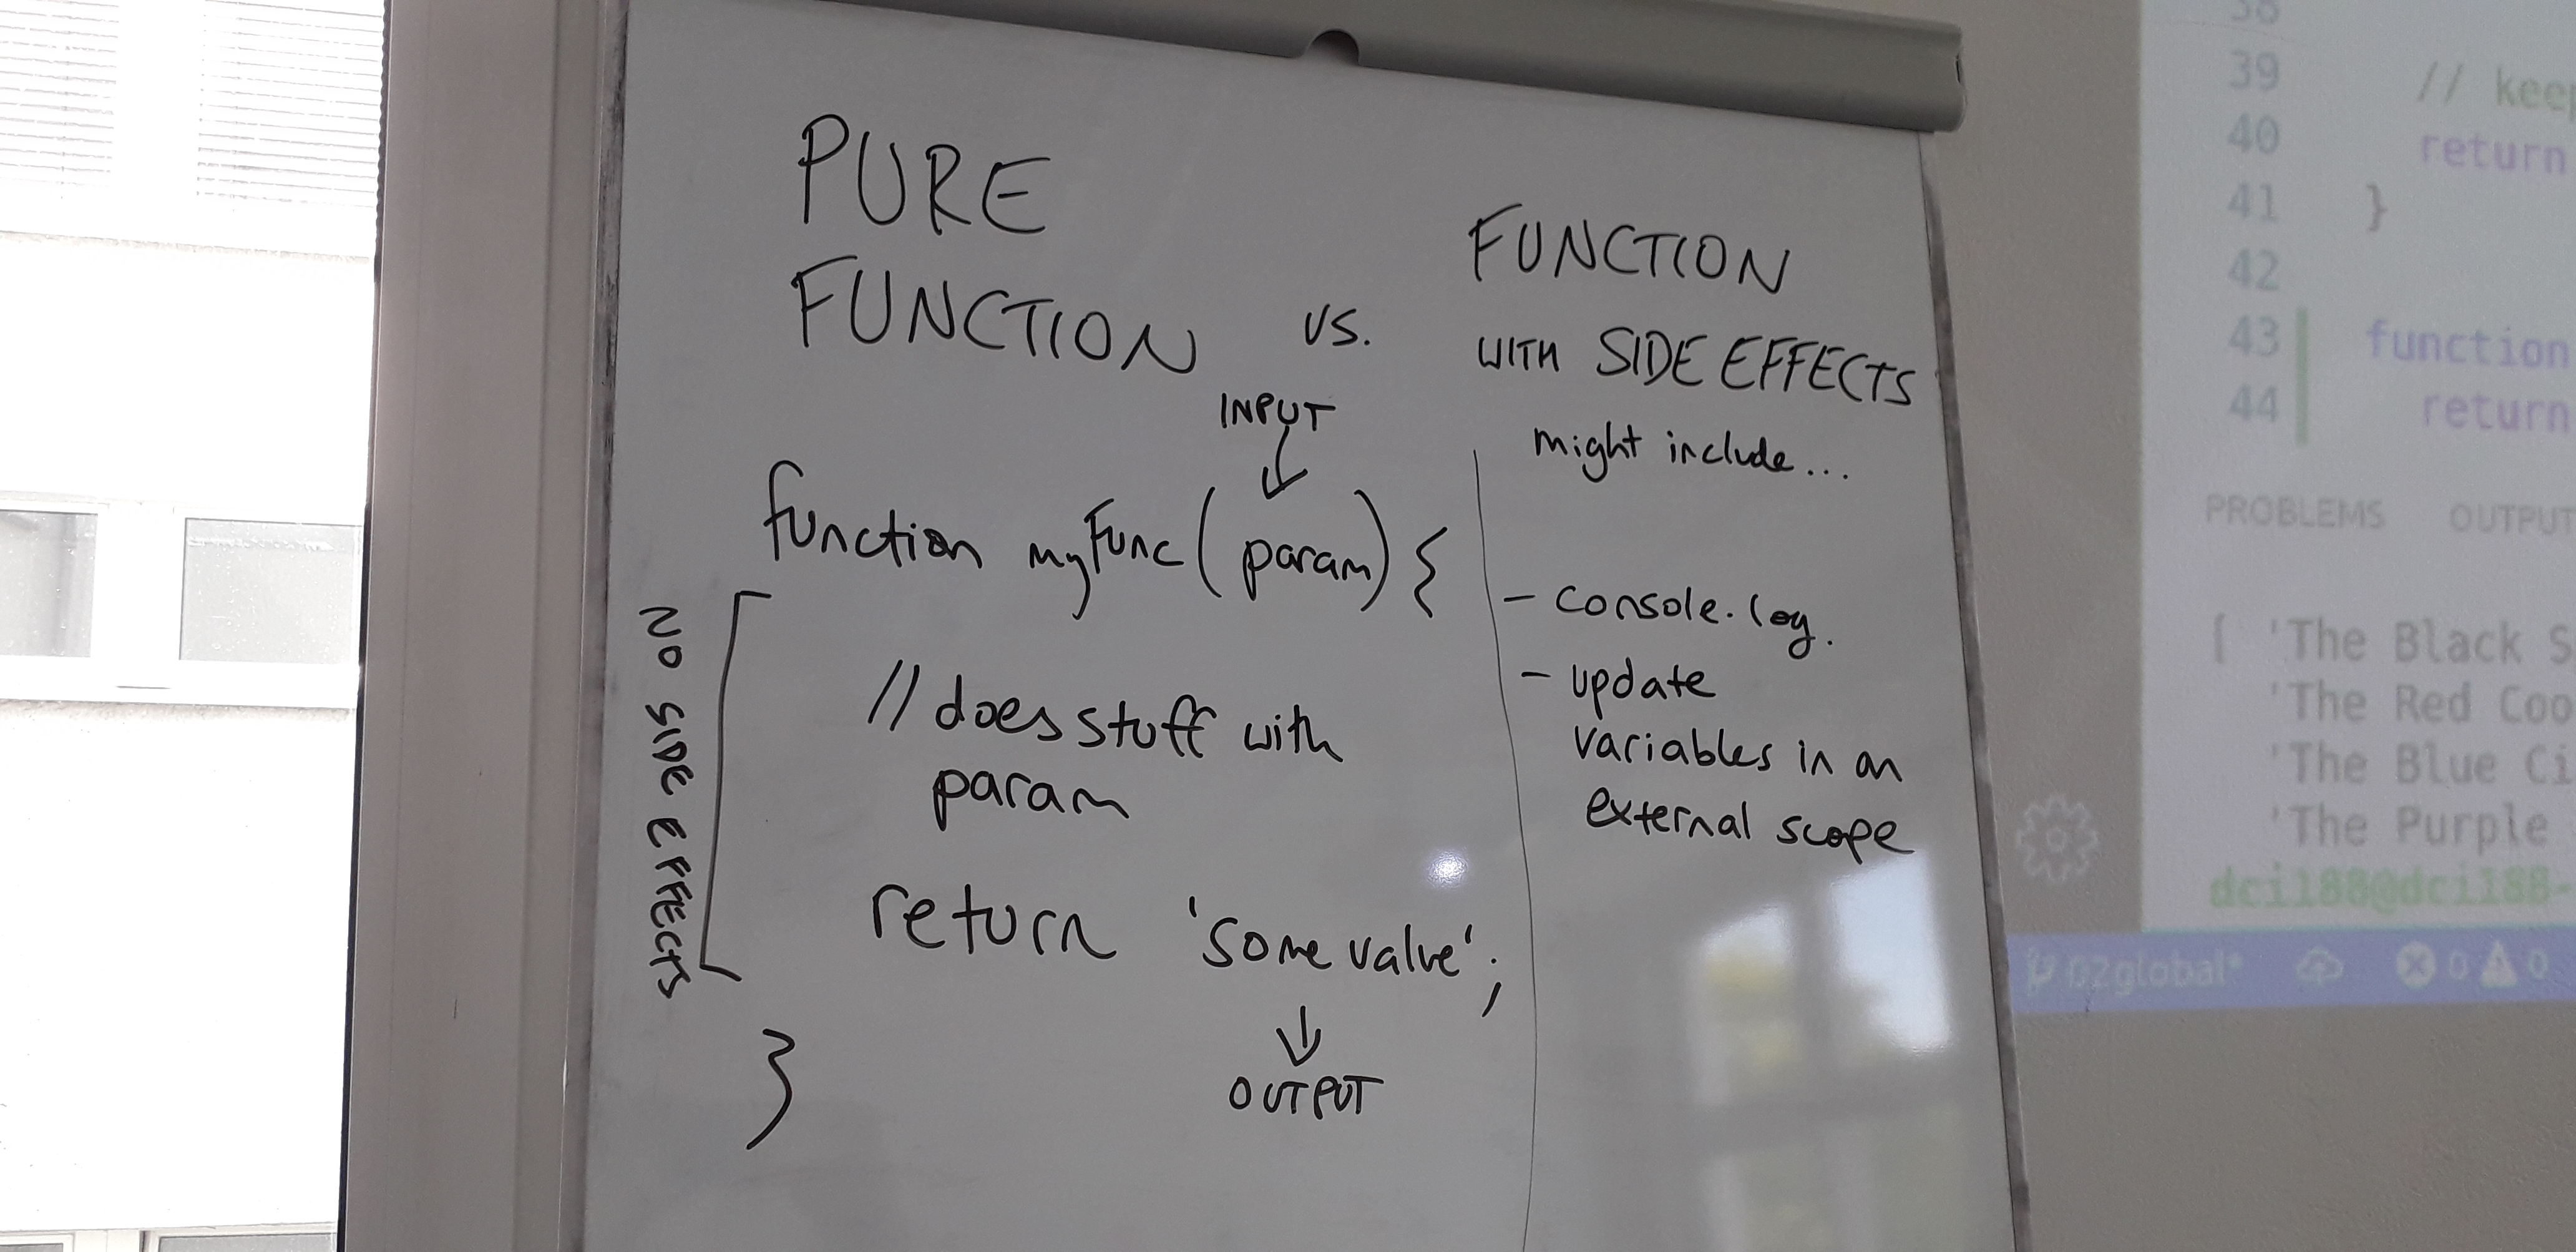 PURE
FUNCTION
vs.
FUNCTION
WITH SIDE EFFECTS
might include...
INPUT
function myFunc(param) {
NO SIDE EFFECTS
// does stuff with
param
return 'some value';
}
OUTPUT
- console.log.
- update
variables in an
external scope
38
39 // keep
40 return
41 }
42
43 function
44 return
PROBLEMS OUTPUT
[ 'The Black S
'The Red Coo
'The Blue Ci
'The Purple
dci188@dci188-
02global* 0 0